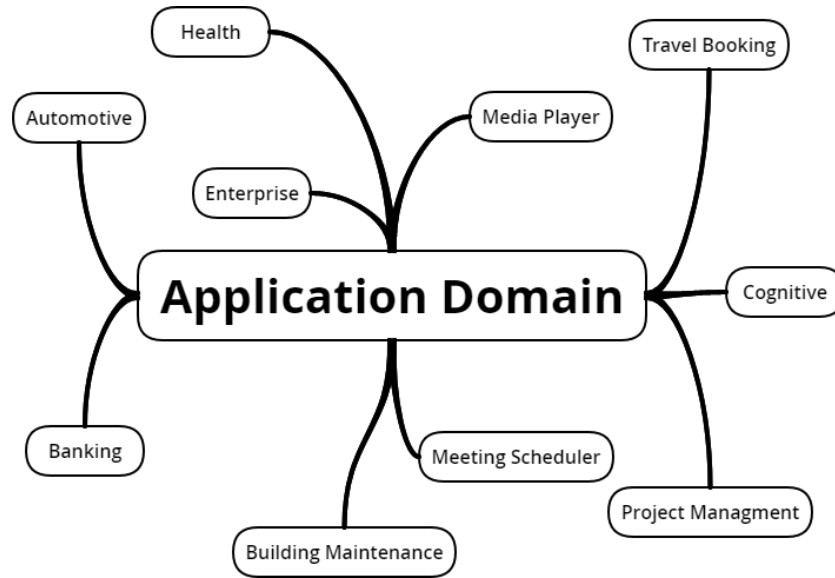 Health
Travel Booking
Automotive
Media Player
Enterprise
Application Domain
Cognitive
Banking
Meeting Scheduler
Project Managment
Building Maintenance